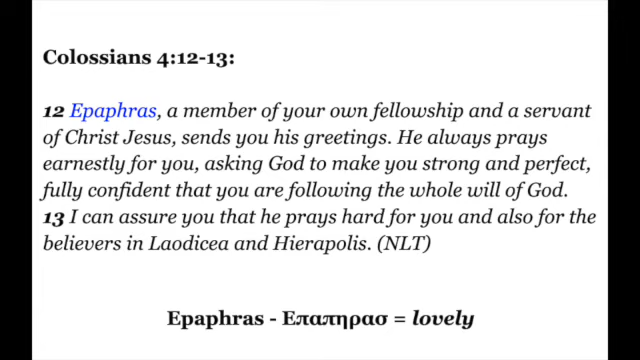 Colossians 4:12-13:
12 Epaphras, a member of your own fellowship and a servant
of Christ Jesus, sends you his greetings. He always prays
earnestly for you, asking God to make you strong and perfect,
fully confident that you are following the whole will of God.
13 I can assure you that he prays hard for you and also for the
believers in Laodicea and Hierapolis. (NLT)
Epaphras - Επαπηρασ = lovely